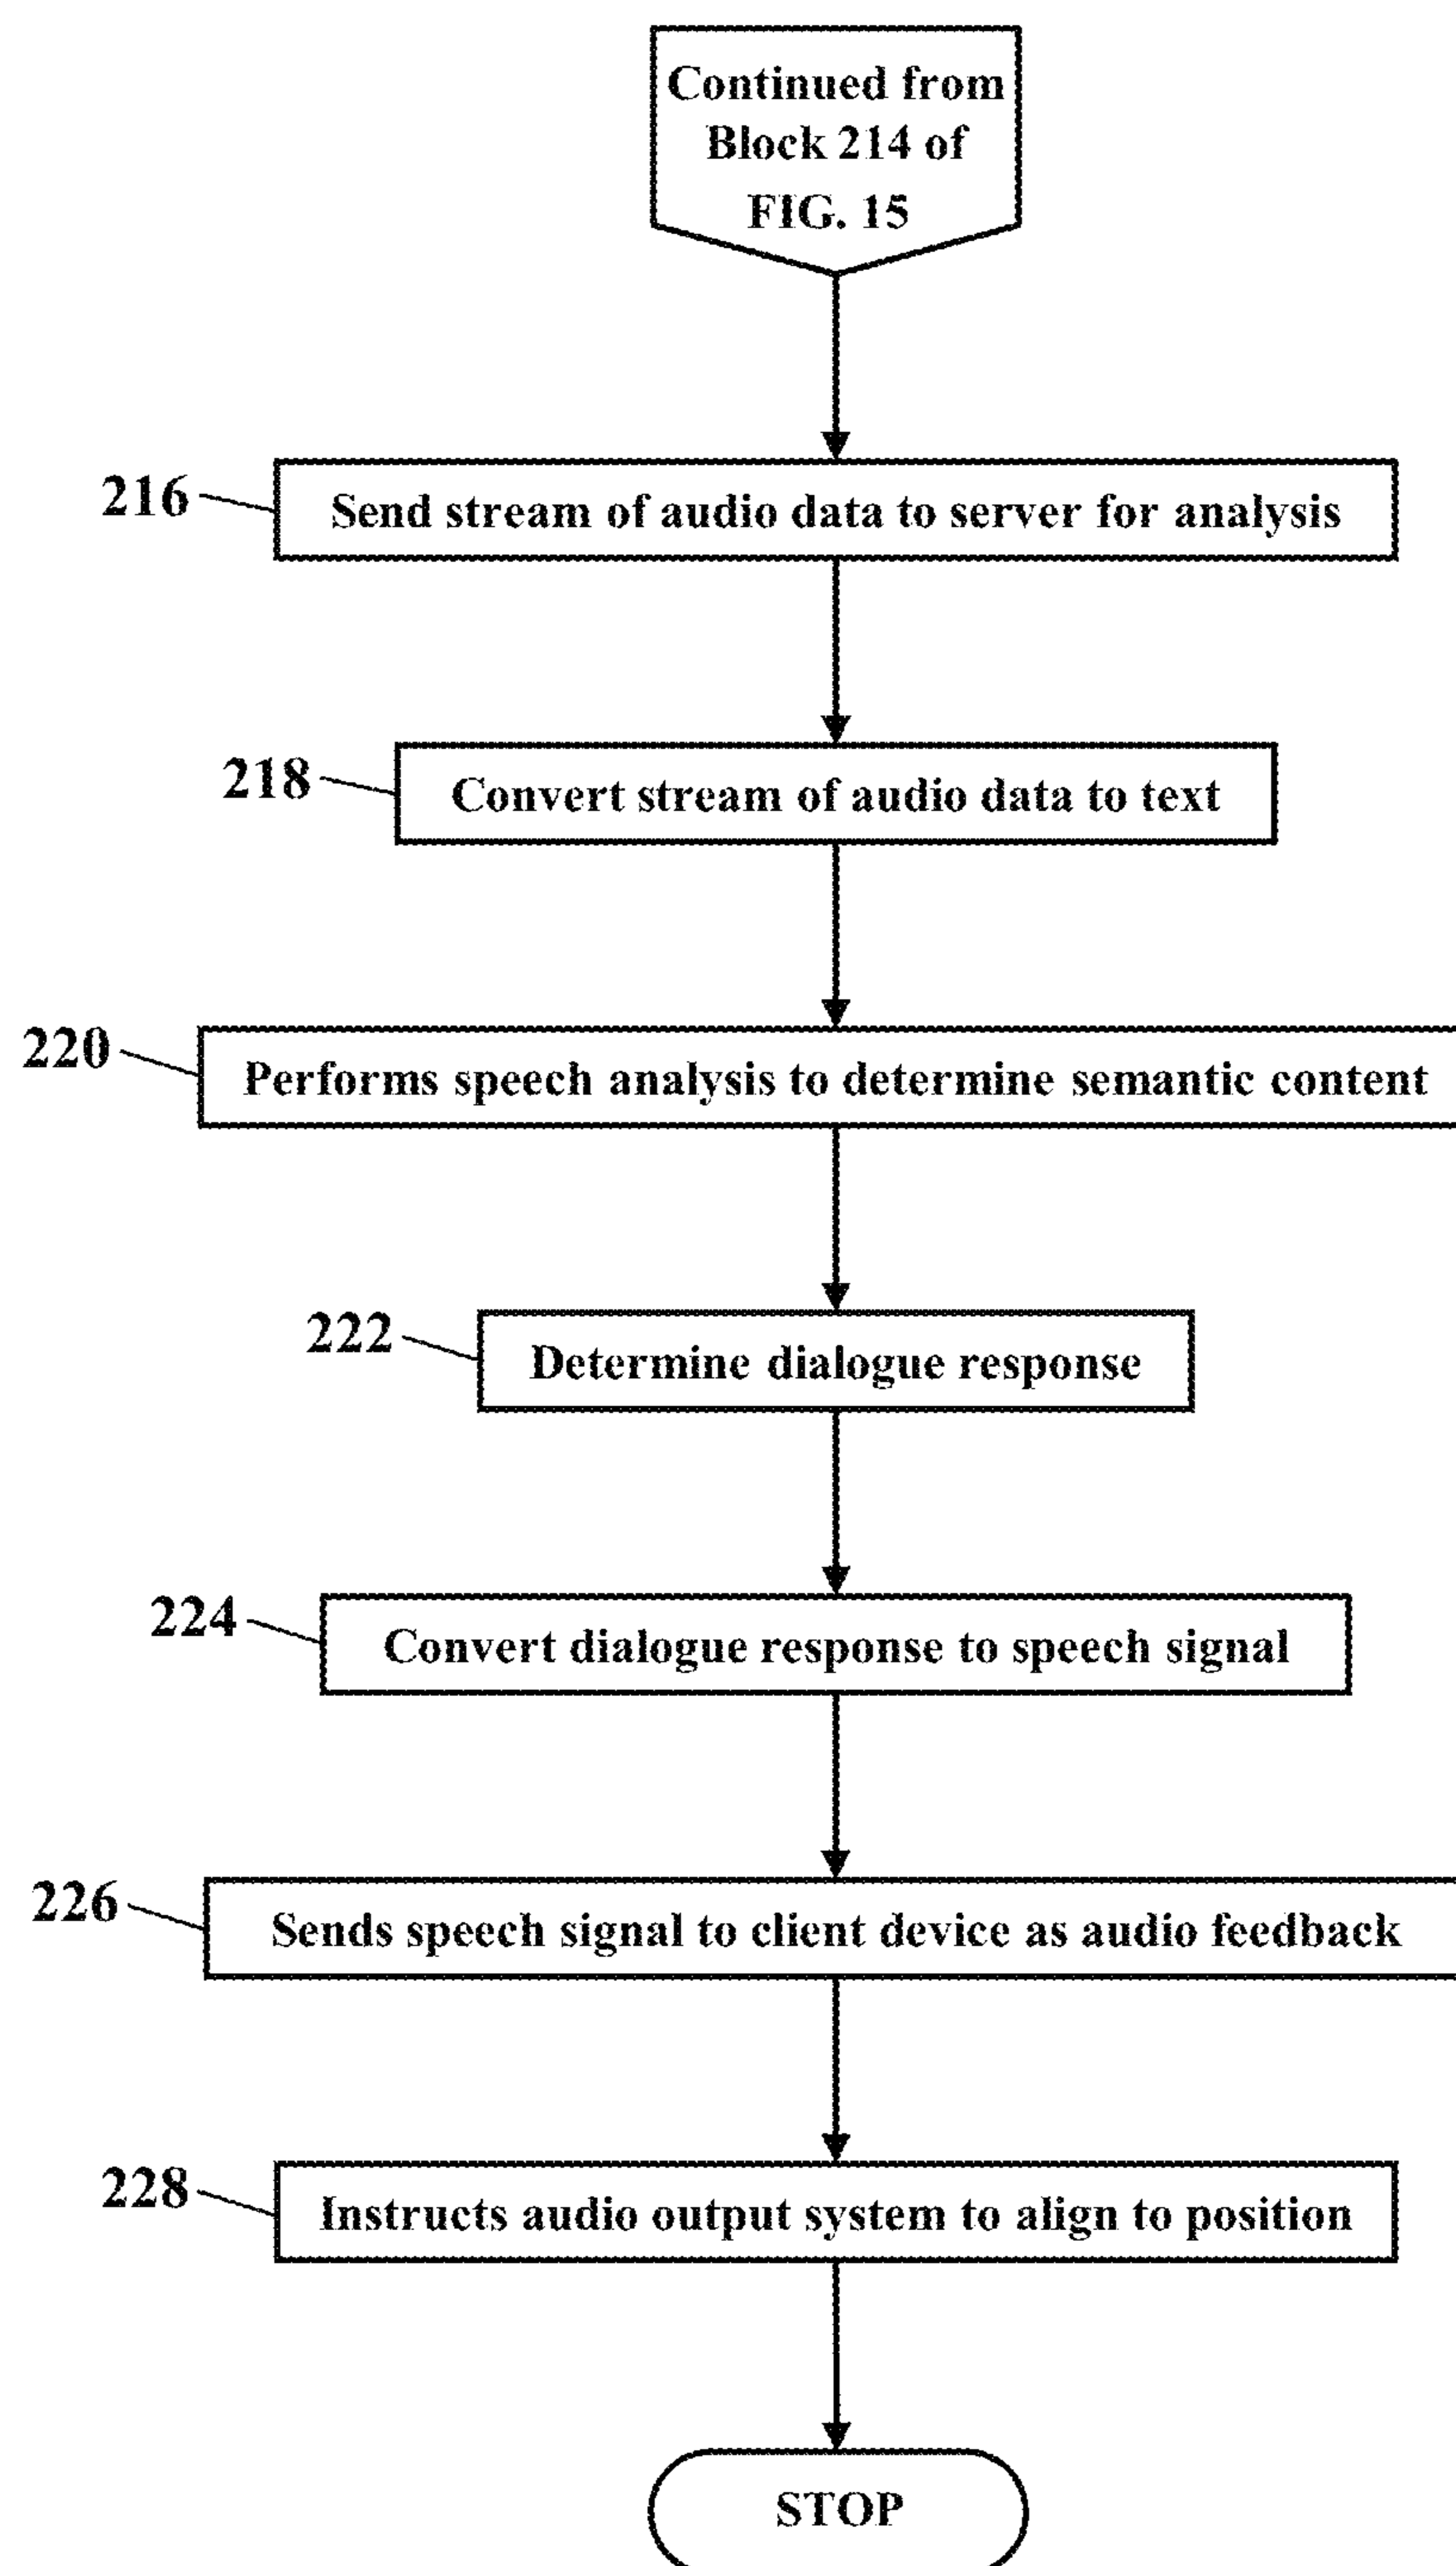 Continued from
Block 214 of
FIG. 15
216
Send stream of audio data to server for analysis
218
Convert stream of audio data to text
220
Performs speech analysis to determine semantic content
222
Determine dialogue response
224
Convert dialogue response to speech signal
226
Sends speech signal to client device as audio feedback
228
Instructs audio output system to align to position
STOP